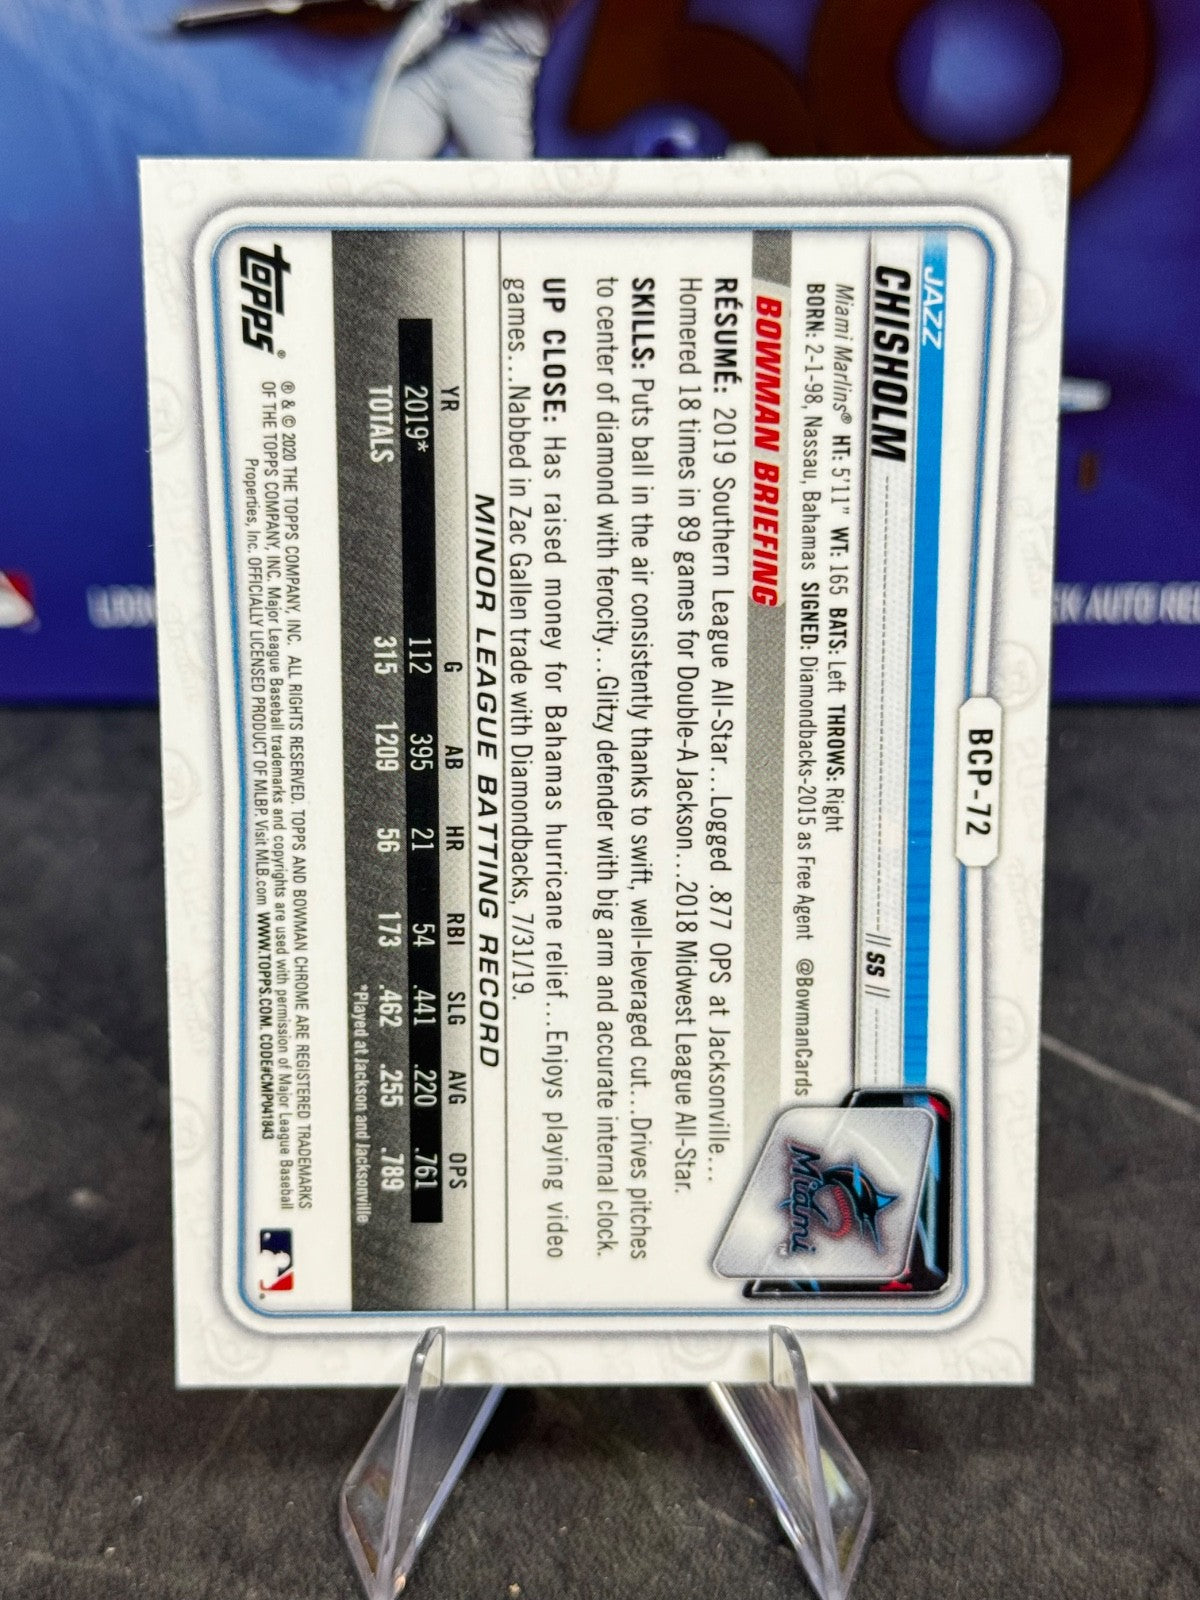 BCP-72
JAZZ
CHISHOLM
|| SS ||
Miami Marlins® HT: 5'11" WT: 165 BATS: Left THROWS: Right
BORN: 2-1-98, Nassau, Bahamas SIGNED: Diamondbacks-2015 as Free Agent @BowmanCards
Miami
BOWMAN BRIEFING
RÉSUMÉ: 2019 Southern League All-Star...Logged .877 OPS at Jacksonville...
Homered 18 times in 89 games for Double-A Jackson...2018 Midwest League All-Star.
SKILLS: Puts ball in the air consistently thanks to swift, well-leveraged cut...Drives pitches
to center of diamond with ferocity...Glitzy defender with big arm and accurate internal clock.
UP CLOSE: Has raised money for Bahamas hurricane relief...Enjoys playing video
games...Nabbed in Zac Gallen trade with Diamondbacks, 7/31/19.
MINOR LEAGUE BATTING RECORD
YR G AB HR RBI SLG AVG OPS
2019* 112 395 21 54 .441 .220 .761
TOTALS 315 1209 56 173 .462 .255 .789
*Played at Jackson and Jacksonville
topps®
® & © 2020 THE TOPPS COMPANY, INC. ALL RIGHTS RESERVED. TOPPS AND BOWMAN CHROME ARE REGISTERED TRADEMARKS
OF THE TOPPS COMPANY, INC. Major League Baseball trademarks and copyrights are used with permission of Major League Baseball
Properties, Inc. OFFICIALLY LICENSED PRODUCT OF MLBP. Visit MLB.com WWW.TOPPS.COM. CODE#CMP041843
AUTO